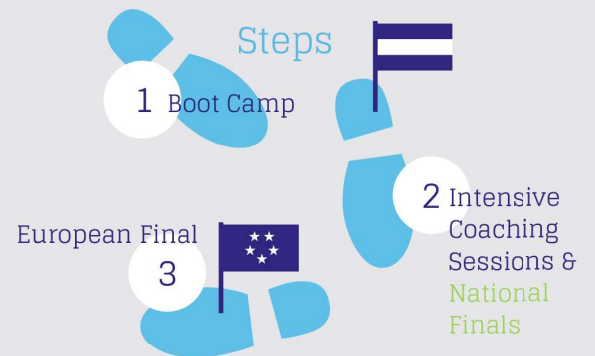 Steps
1 Boot Camp
2 Intensive
Coaching
Sessions &
National
Finals
European Final
3